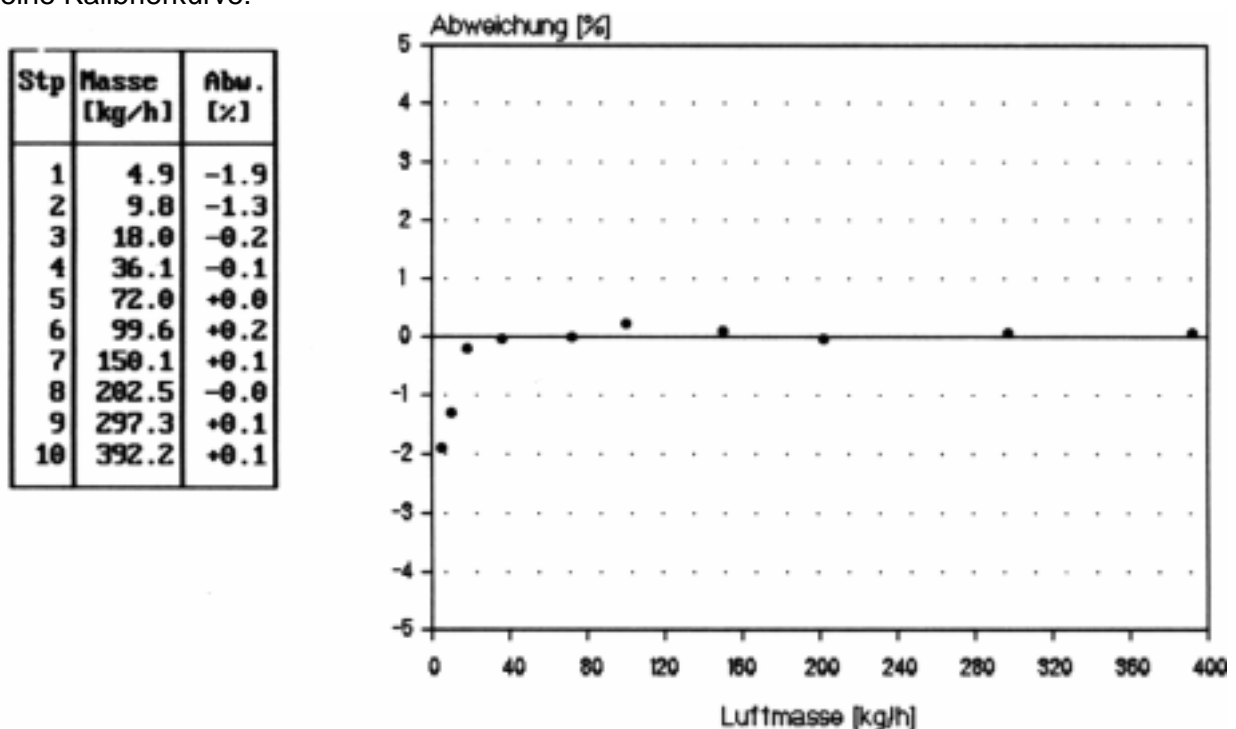 eine Kalibrierkurve.
Stp Masse Abw.
[kg/h] [%]
1 4.9 -1.9
2 9.8 -1.3
3 18.0 -0.2
4 36.1 -0.1
5 72.0 +0.0
6 99.6 +0.2
7 150.1 +0.1
8 202.5 -0.0
9 297.3 +0.1
10 392.2 +0.1
Abweichung [%]
5
4
3
2
1
0
-1
-2
-3
-4
-5
0 40 80 120 160 200 240 280 320 360 400
Luftmasse [kg/h]